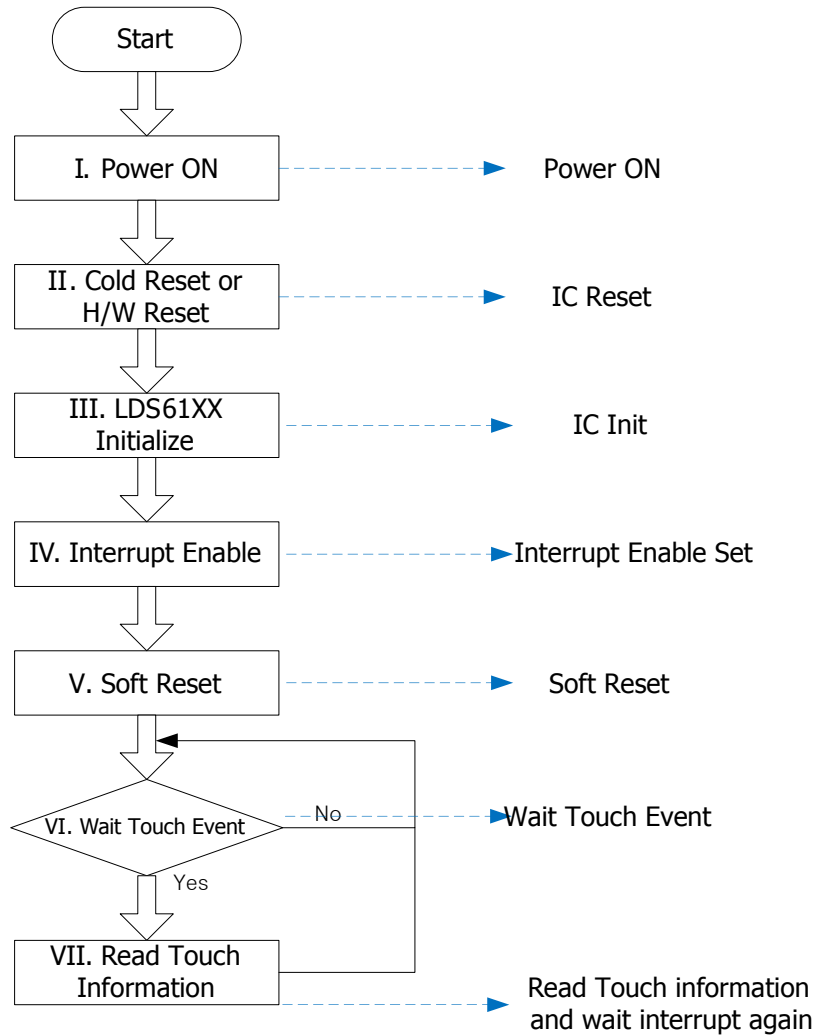 Start
I. Power ON
Power ON
II. Cold Reset or
H/W Reset
IC Reset
III. LDS61XX
Initialize
IC Init
IV. Interrupt Enable
Interrupt Enable Set
V. Soft Reset
Soft Reset
VI. Wait Touch Event
No
Wait Touch Event
Yes
VII. Read Touch
Information
Read Touch information
and wait interrupt again